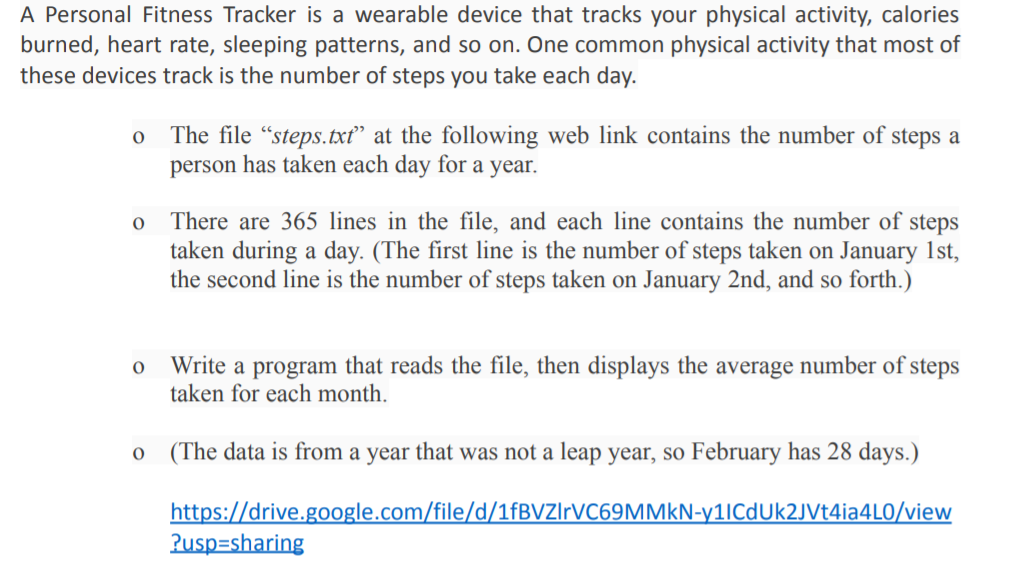 A Personal Fitness Tracker is a wearable device that tracks your physical activity, calories
burned, heart rate, sleeping patterns, and so on. One common physical activity that most of
these devices track is the number of steps you take each day.
o The file “steps.txt” at the following web link contains the number of steps a
person has taken each day for a year.
o There are 365 lines in the file, and each line contains the number of steps
taken during a day. (The first line is the number of steps taken on January 1st,
the second line is the number of steps taken on January 2nd, and so forth.)
o Write a program that reads the file, then displays the average number of steps
taken for each month.
o (The data is from a year that was not a leap year, so February has 28 days.)
https://drive.google.com/file/d/1fBVZlrVC69MMkN-y1ICdUk2JVt4ia4L0/view
?usp=sharing